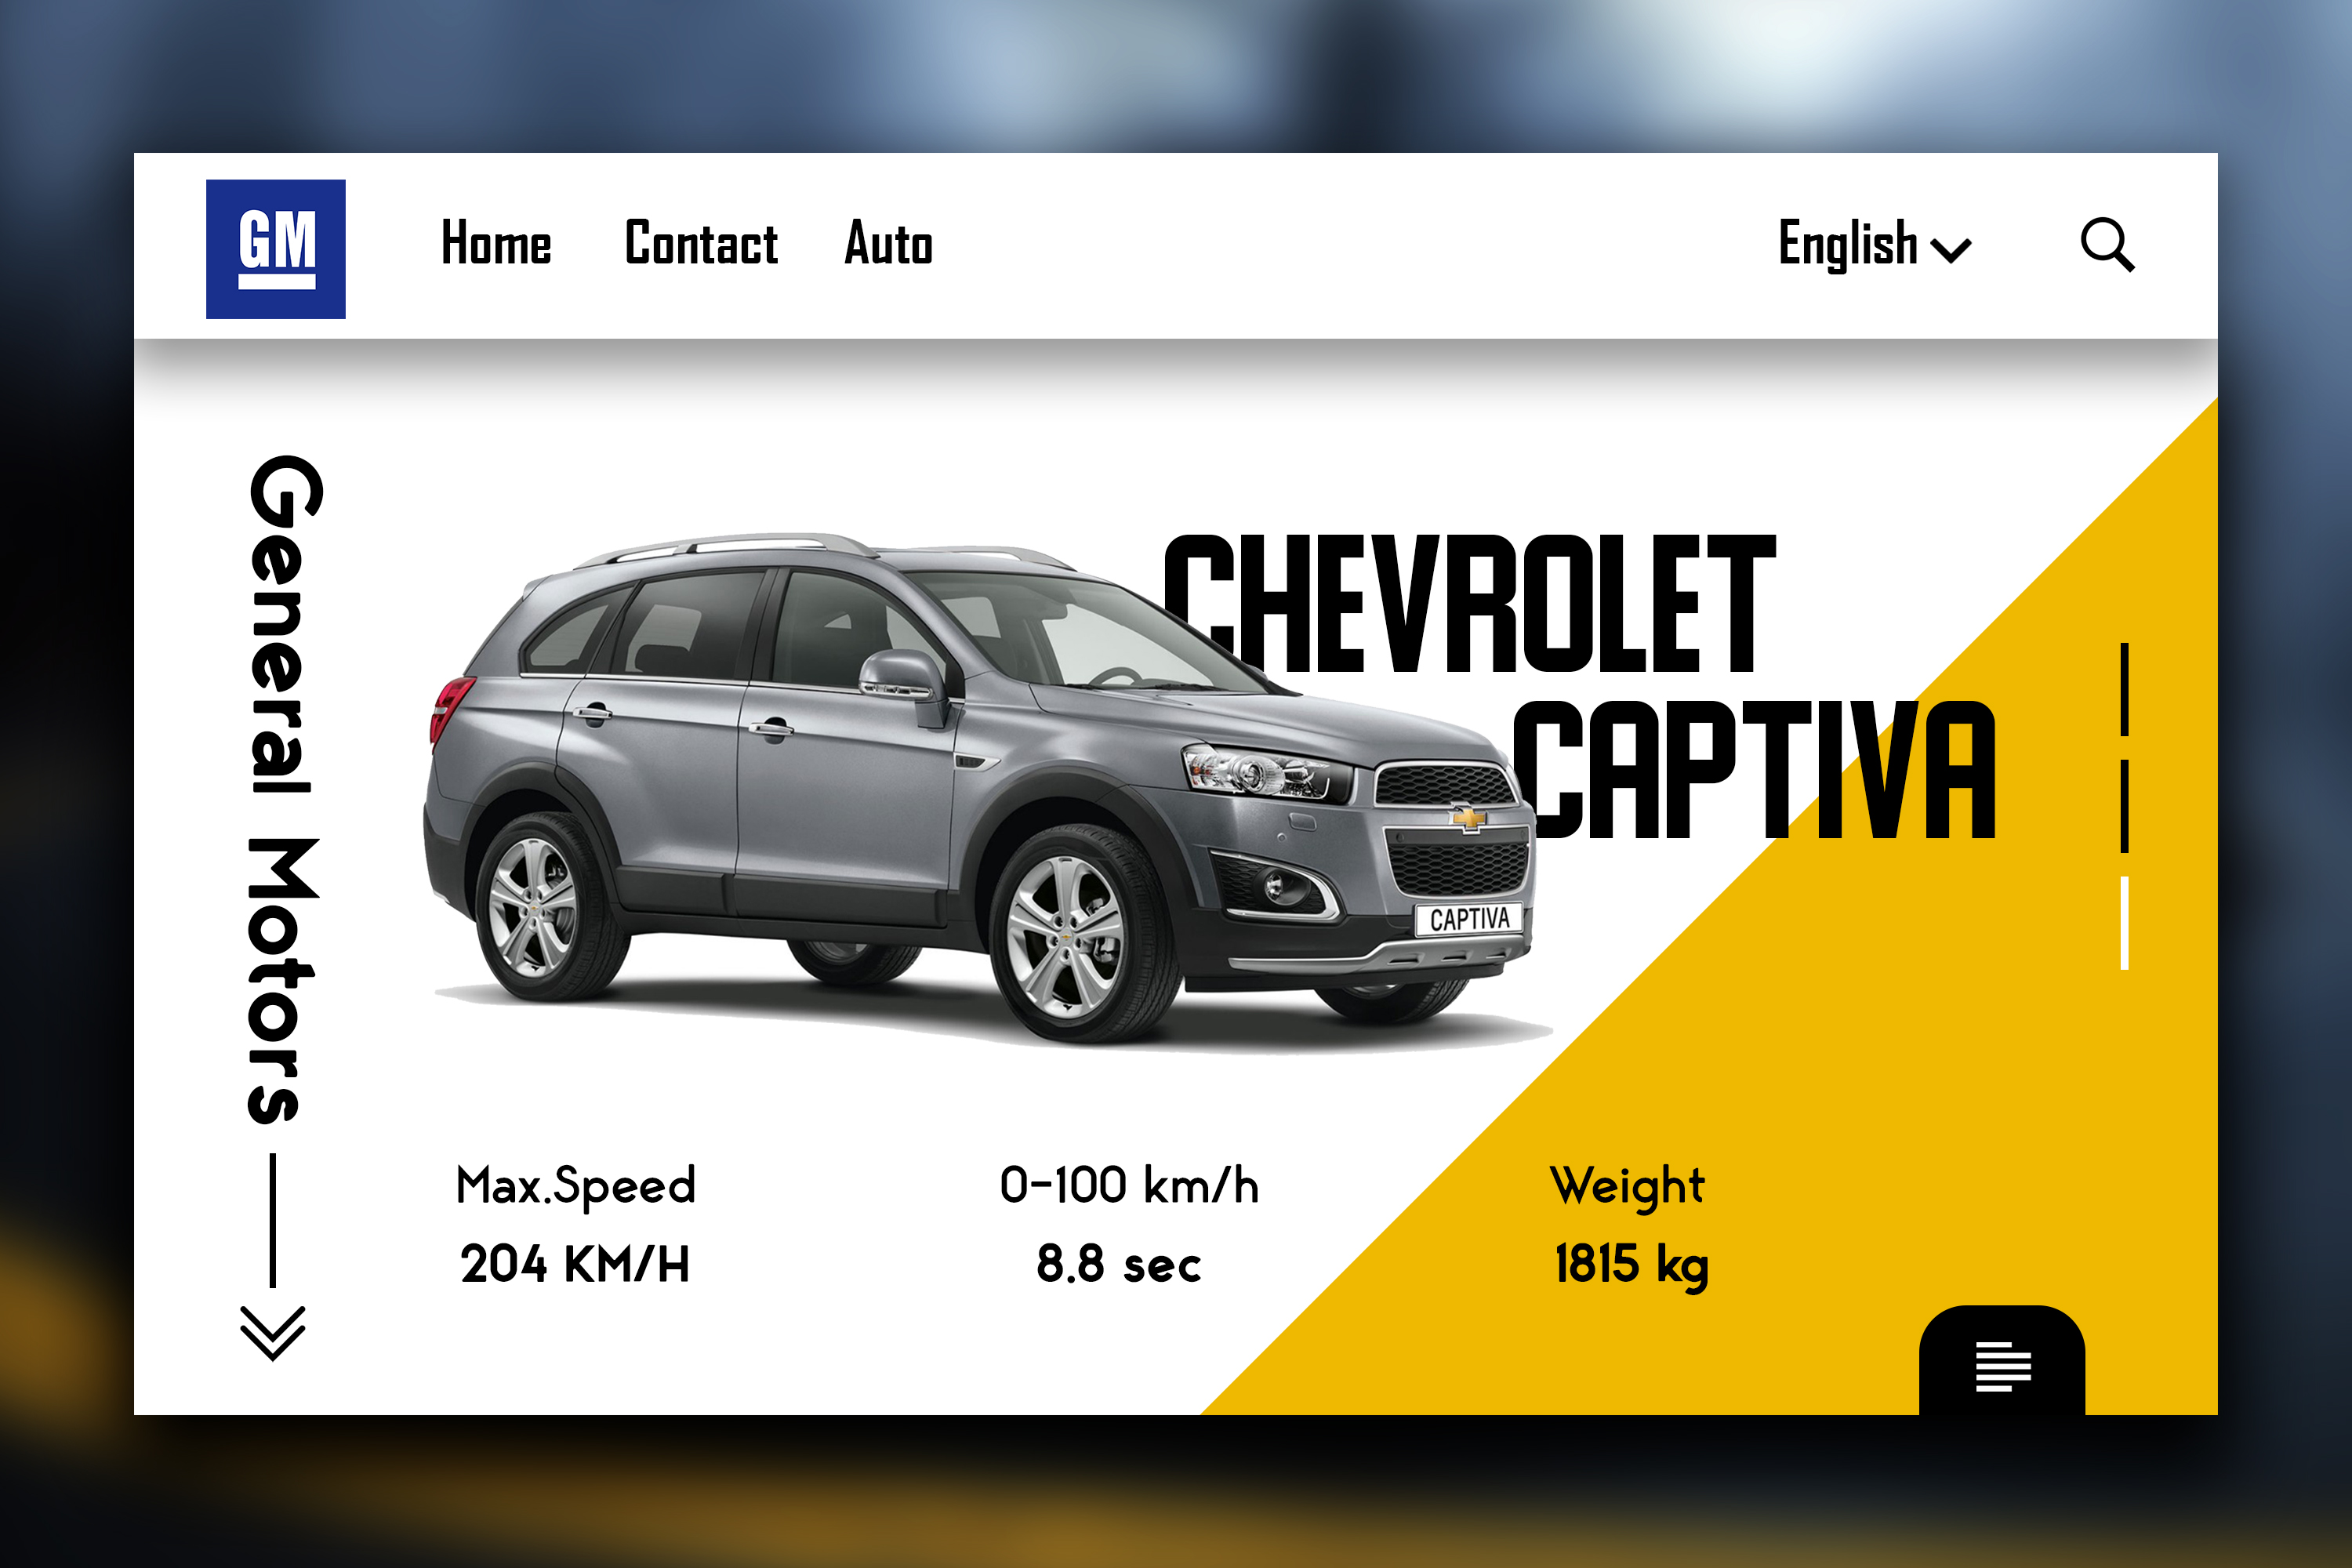 GM
Home
Contact
Auto
English
General Motors
CHEVROLET
CAPTIVA
CAPTIVA
Max.Speed
204 KM/H
0-100 km/h
8.8 sec
Weight
1815 kg